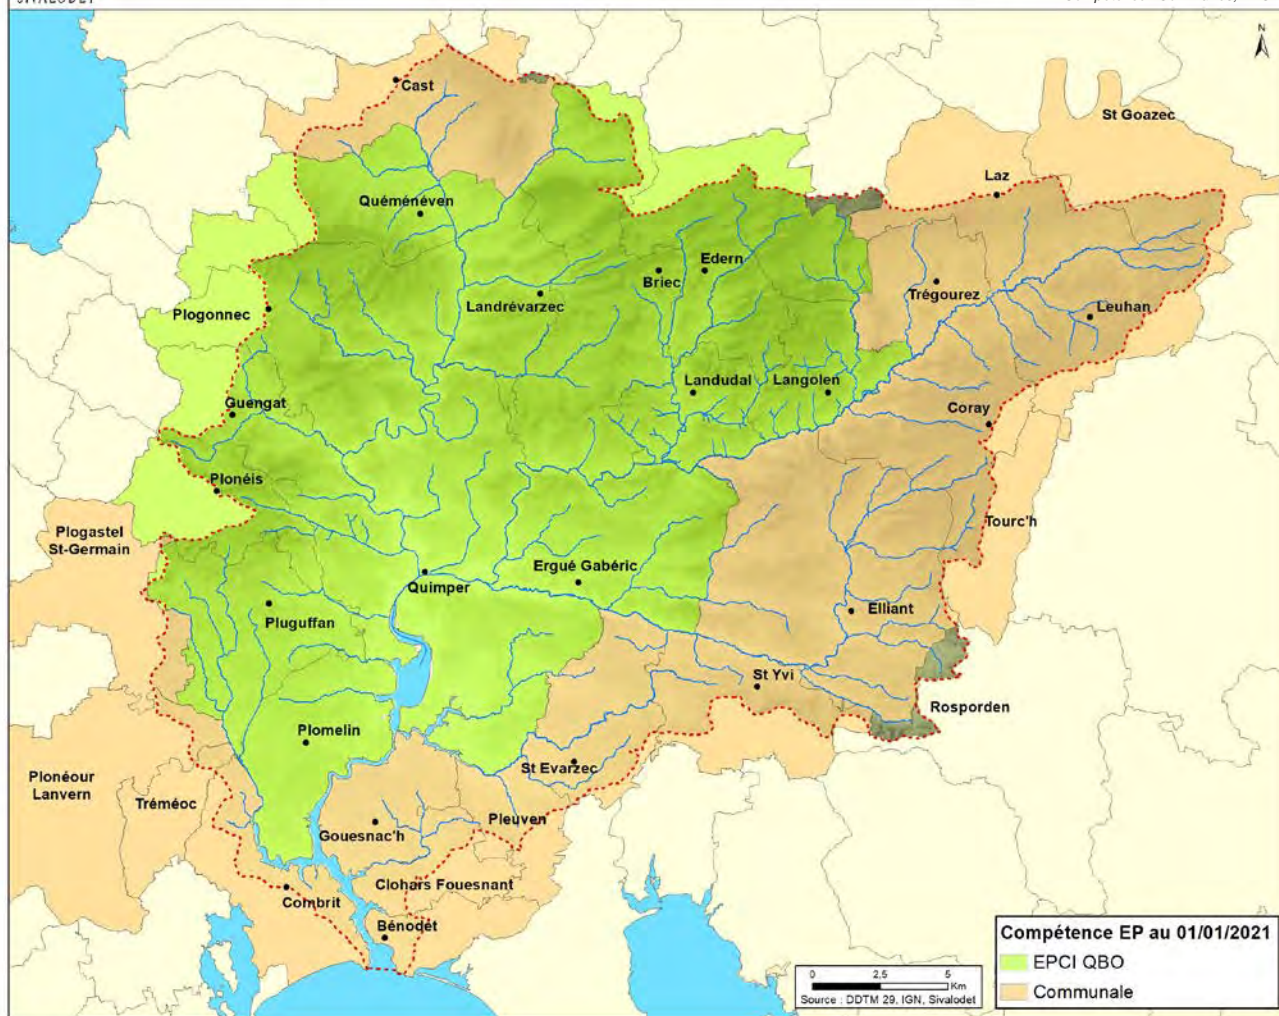 SIVALODET
N
Cast
St Goazec
Laz
Quéménéven
Edern
Briec
Trégourez
Landrévarzec
Plogonnec
Leuhan
Landudal
Langolen
Guengat
Coray
Plonéis
Plogastel
St-Germain
Tourc'h
Ergué Gabéric
Quimper
Elliant
Pluguffan
St Yvi
Rosporden
Plomelin
St Evarzec
Plonéour
Lanvern
Tréméoc
Pleuven
Gouesnac'h
Clohars Fouesnant
Combrit
Bénodet
Compétence EP au 01/01/2021
EPCI QBO
Communale
0 2,5 5
Km
Source : DDTM 29, IGN, Sivalodet